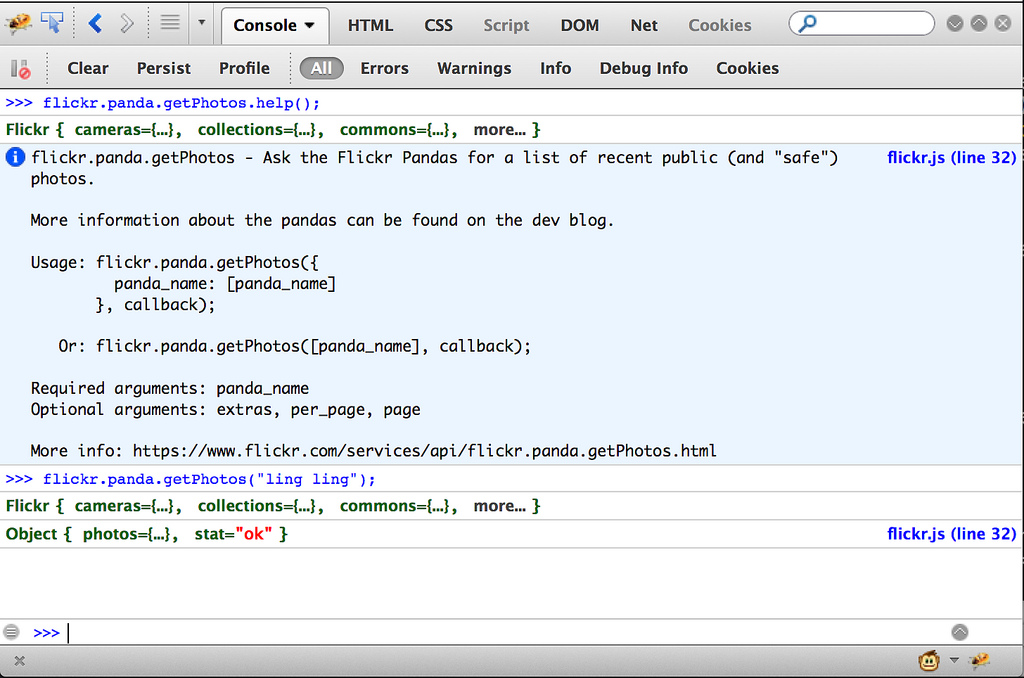 Console HTML CSS Script DOM Net Cookies
Clear Persist Profile All Errors Warnings Info Debug Info Cookies
>>> flickr.panda.getPhotos.help();
Flickr { cameras={…}, collections={…}, commons={…}, more… }
flickr.panda.getPhotos - Ask the Flickr Pandas for a list of recent public (and "safe") flickr.js (line 32)
photos.
More information about the pandas can be found on the dev blog.
Usage: flickr.panda.getPhotos({
panda_name: [panda_name]
}, callback);
Or: flickr.panda.getPhotos([panda_name], callback);
Required arguments: panda_name
Optional arguments: extras, per_page, page
More info: https://www.flickr.com/services/api/flickr.panda.getPhotos.html
>>> flickr.panda.getPhotos("ling ling");
Flickr { cameras={…}, collections={…}, commons={…}, more… }
Object { photos={…}, stat="ok" } flickr.js (line 32)
>>>